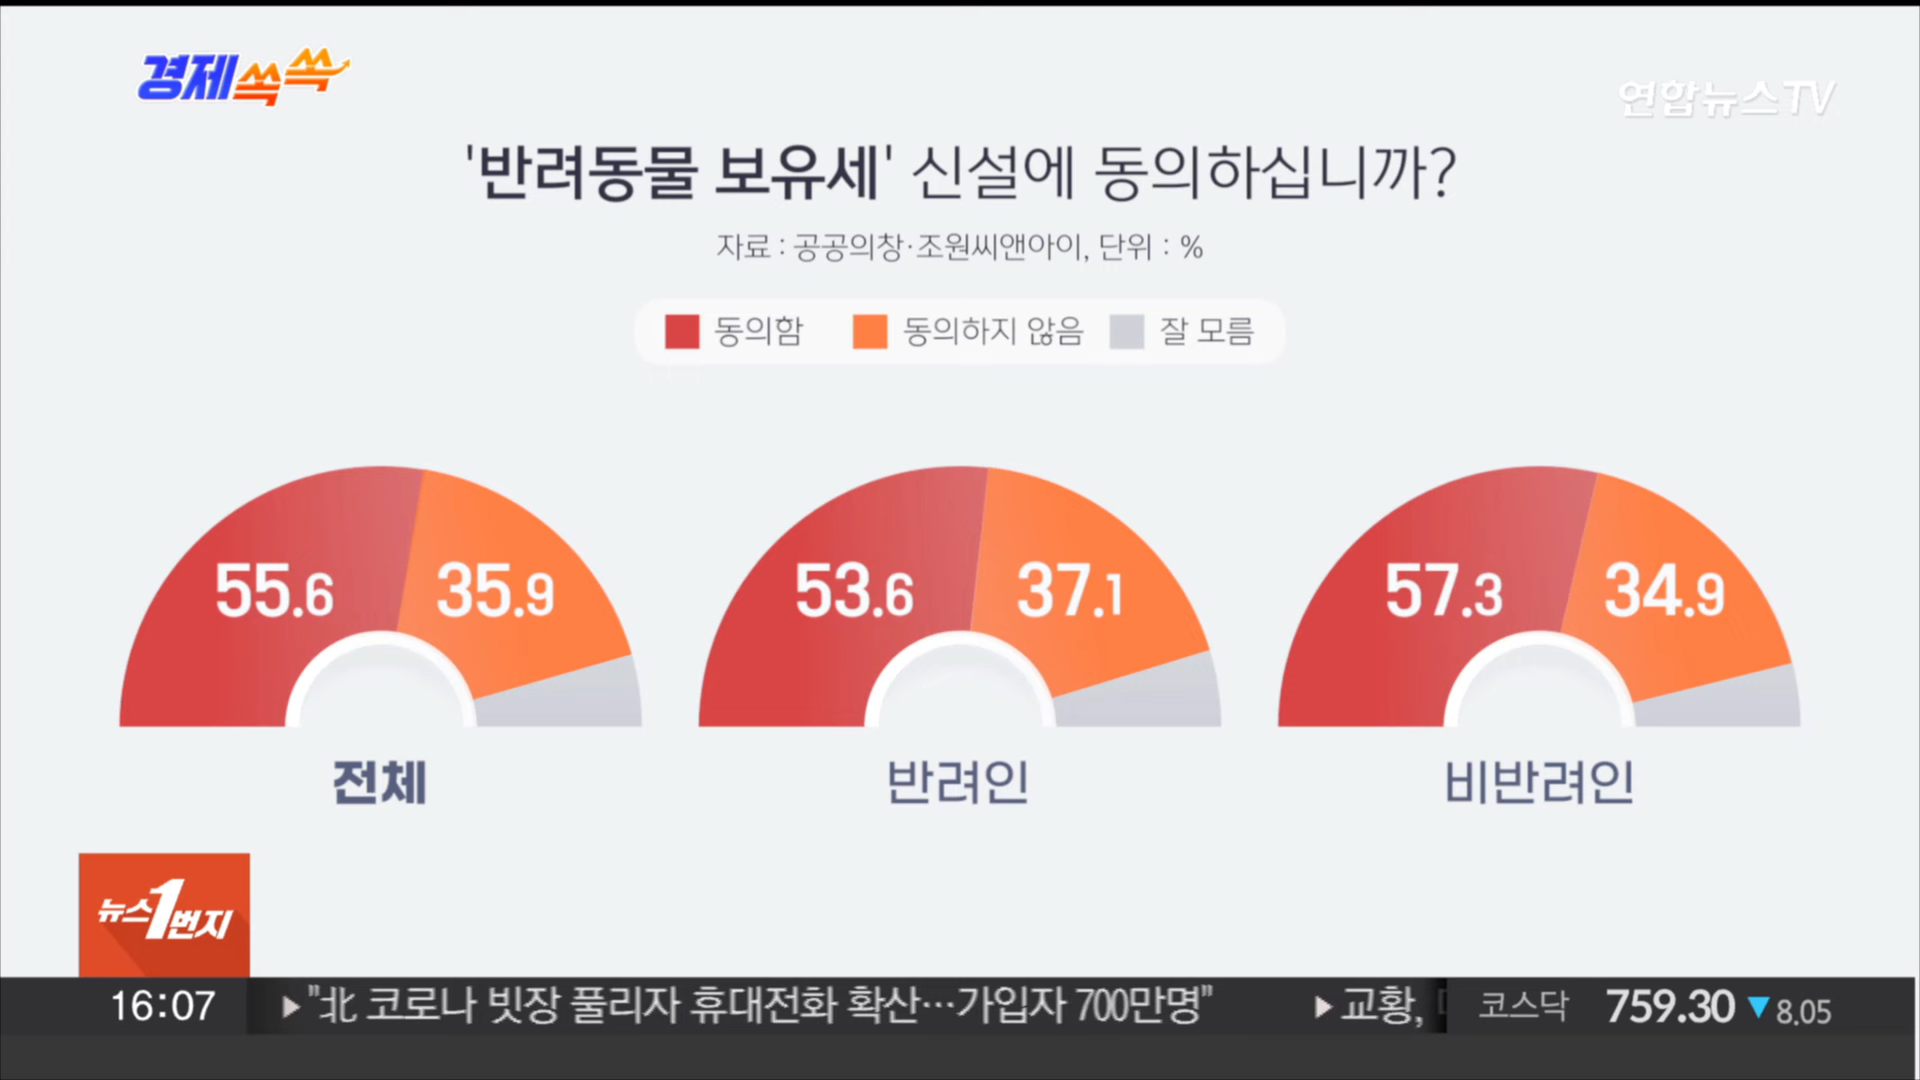 경제쏙쏙
연합뉴스TV
'반려동물 보유세' 신설에 동의하십니까?
자료 : 공공의창·조원씨앤아이, 단위 : %
동의함 동의하지 않음 잘 모름
55.6 35.9 53.6 37.1 57.3 34.9
전체 반려인 비반려인
뉴스1번지
16:07 ▶"北 코로나 빗장 풀리자 휴대전화 확산…가입자 700만명" ▶교황, 코스닥 759.30 ▼8.05